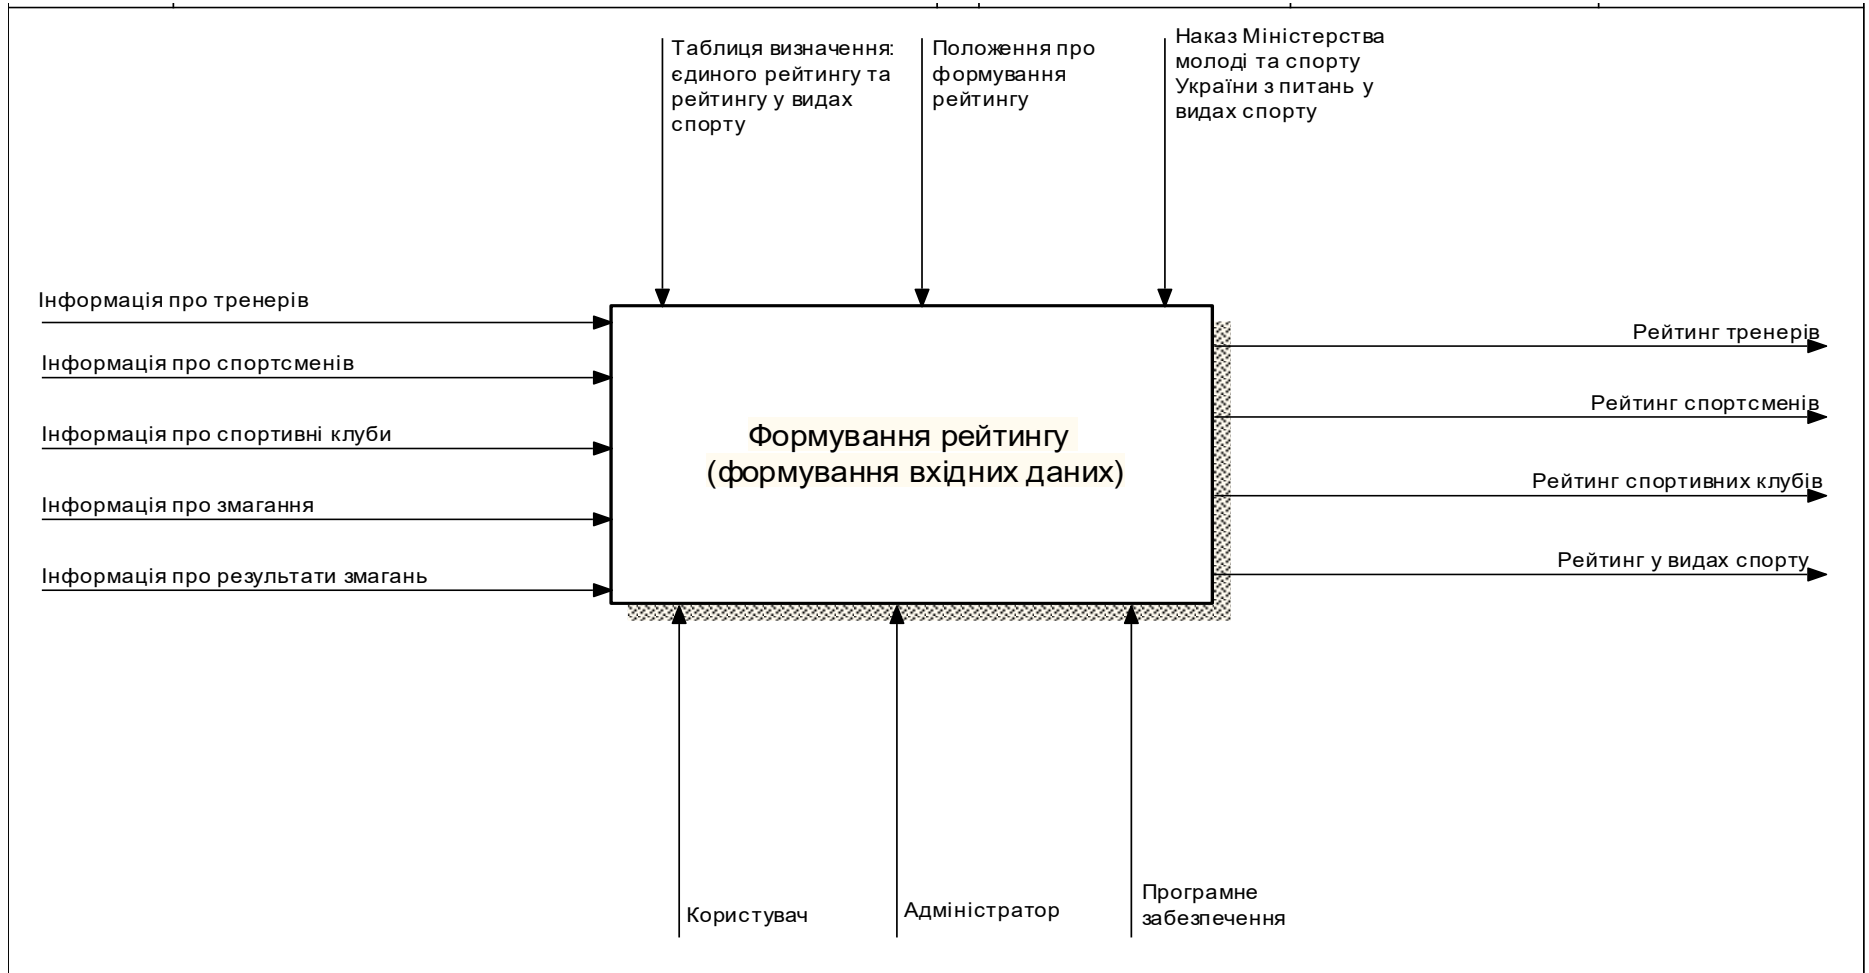 Таблиця визначення:
єдиного рейтингу та
рейтингу у видах
спорту
Положення про
формування
рейтингу
Наказ Міністерства
молоді та спорту
України з питань у
видах спорту
Інформація про тренерів
Інформація про спортсменів
Інформація про спортивні клуби
Інформація про змагання
Інформація про результати змагань
Формування рейтингу
(формування вхідних даних)
Рейтинг тренерів
Рейтинг спортсменів
Рейтинг спортивних клубів
Рейтинг у видах спорту
Користувач
Адміністратор
Програмне
забезпечення